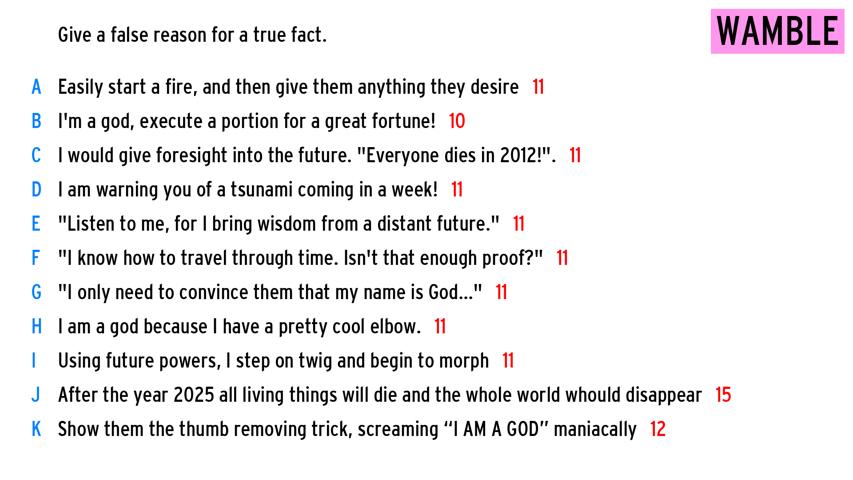 Give a false reason for a true fact.
WAMBLE
A Easily start a fire, and then give them anything they desire 11
B I'm a god, execute a portion for a great fortune! 10
C I would give foresight into the future. "Everyone dies in 2012!". 11
D I am warning you of a tsunami coming in a week! 11
E "Listen to me, for I bring wisdom from a distant future." 11
F "I know how to travel through time. Isn't that enough proof?" 11
G "I only need to convince them that my name is God..." 11
H I am a god because I have a pretty cool elbow. 11
I Using future powers, I step on twig and begin to morph 11
J After the year 2025 all living things will die and the whole world whould disappear 15
K Show them the thumb removing trick, screaming “I AM A GOD” maniacally 12